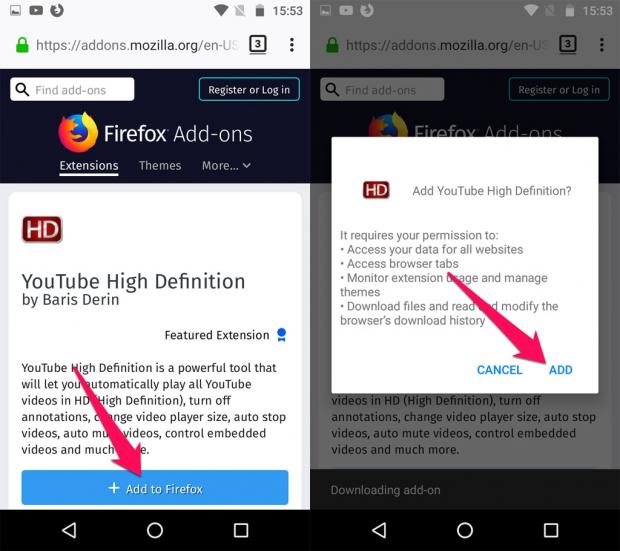 15:53
https://addons.mozilla.org/en-US
3
Find add-ons
Register or Log in
Firefox Add-ons
Extensions
Themes
More...
HD
YouTube High Definition
by Baris Derin
Featured Extension
YouTube High Definition is a powerful tool that
will let you automatically play all YouTube
videos in HD (High Definition), turn off
annotations, change video player size, auto stop
videos, auto mute videos, control embedded
videos and much more.
+ Add to Firefox
15:53
https://addons.mozilla.org/en-US
3
Find add-ons
Register or Log in
HD
Add YouTube High Definition?
It requires your permission to:
• Access your data for all websites
• Access browser tabs
• Monitor extension usage and manage
themes
• Download files and read and modify the
browser's download history
CANCEL
ADD
videos in HD (High Definition), turn off
annotations, change video player size, auto stop
videos, auto mute videos, control embedded
videos and much more.
Downloading add-on